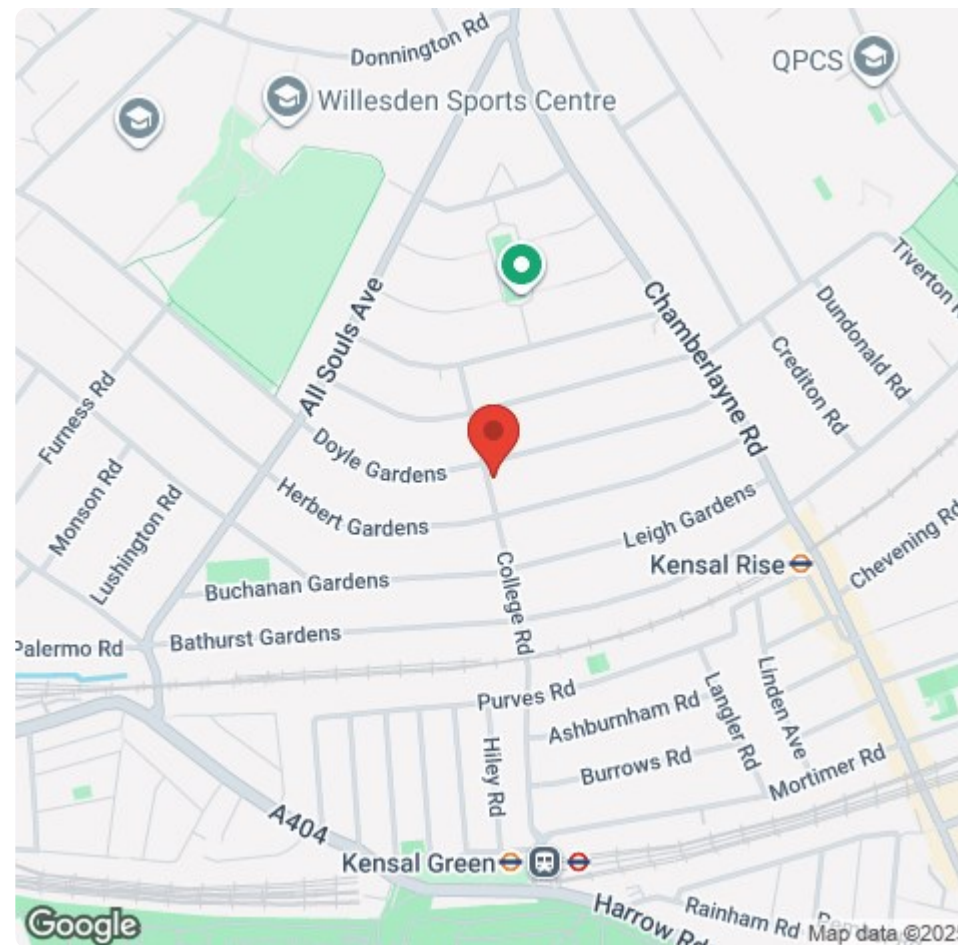 Donnington Rd
QPCS
Willesden Sports Centre
All Souls Ave
Chamberlayne Rd
Tiverton
Dundonald Rd
Crediton Rd
Furness Rd
Monson Rd
Lushington Rd
Doyle Gardens
Herbert Gardens
Leigh Gardens
Kensal Rise
Chevening Rd
Buchanan Gardens
College Rd
Bathurst Gardens
Palermo Rd
Purves Rd
Linden Ave
Langler Rd
Ashburnham Rd
Hiley Rd
Burrows Rd
Mortimer Rd
A404
Kensal Green
Harrow Rd
Rainham Rd
Google
Map data ©2025